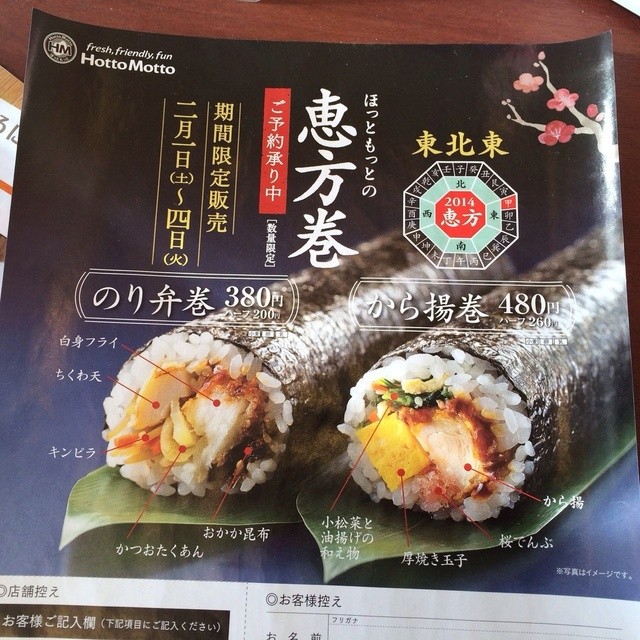 fresh, friendly, fun
HottoMotto
ほっともっとの
恵方巻
ご予約承り中
[数量限定]
期間限定販売
二月一日(土)～四日(火)
東北東
北
東
南
西
2014
恵方
のり弁巻 380円
ハーフ200円
から揚巻 480円
ハーフ260円
白身フライ
ちくわ天
キンピラ
かつおたくあん
おかか昆布
小松菜と
油揚げの
和え物
厚焼き玉子
桜でんぶ
から揚
※写真はイメージです。
◎店舗控え
お客様ご記入欄(下記項目にご記入ください)
◎お客様控え
フリガナ
お名前